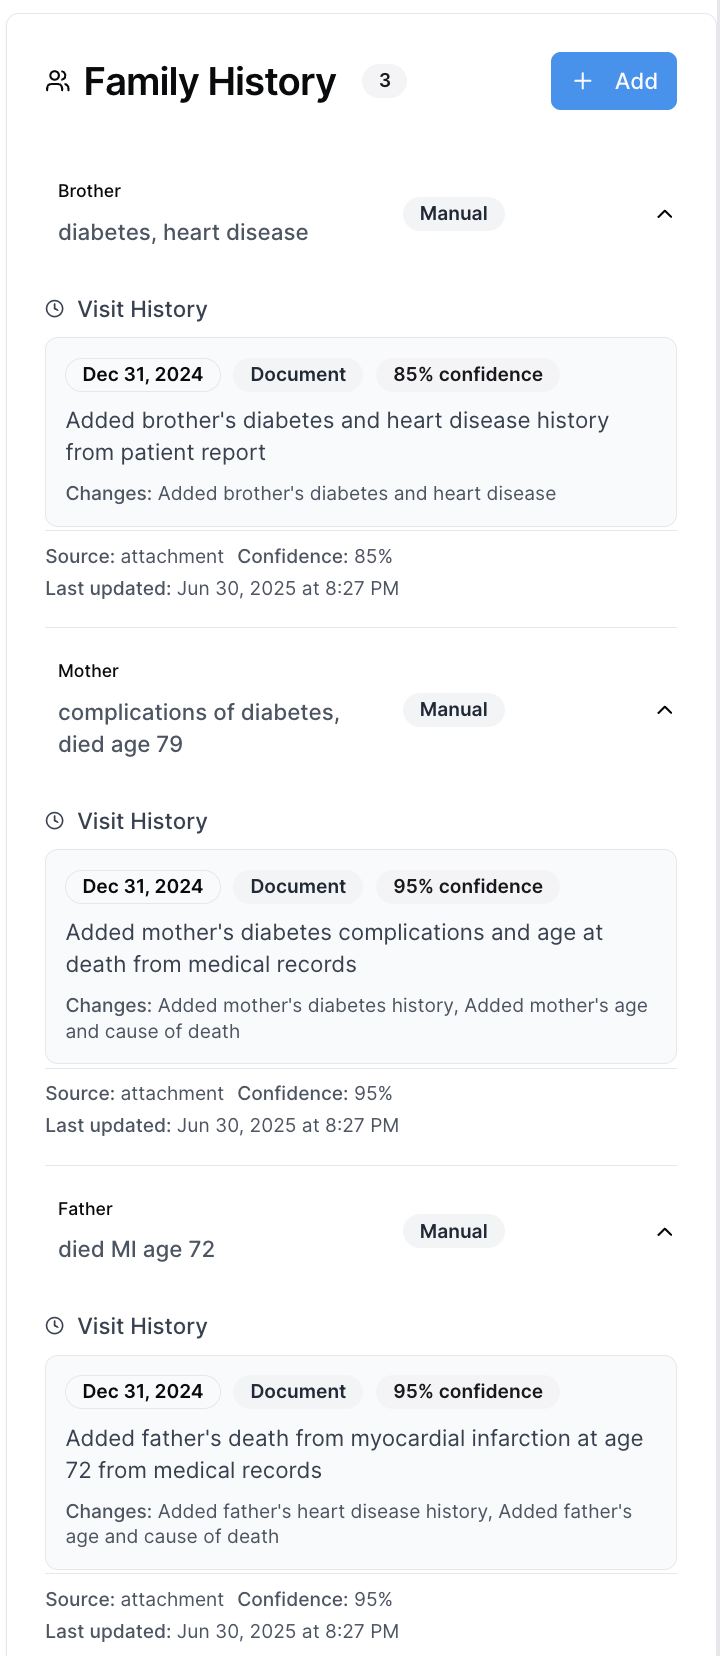 Family History 3 + Add
Brother
diabetes, heart disease
Manual
Visit History
Dec 31, 2024 Document 85% confidence
Added brother's diabetes and heart disease history
from patient report
Changes: Added brother's diabetes and heart disease
Source: attachment Confidence: 85%
Last updated: Jun 30, 2025 at 8:27 PM
Mother
complications of diabetes,
died age 79
Manual
Visit History
Dec 31, 2024 Document 95% confidence
Added mother's diabetes complications and age at
death from medical records
Changes: Added mother's diabetes history, Added mother's age
and cause of death
Source: attachment Confidence: 95%
Last updated: Jun 30, 2025 at 8:27 PM
Father
died MI age 72
Manual
Visit History
Dec 31, 2024 Document 95% confidence
Added father's death from myocardial infarction at age
72 from medical records
Changes: Added father's heart disease history, Added father's
age and cause of death
Source: attachment Confidence: 95%
Last updated: Jun 30, 2025 at 8:27 PM